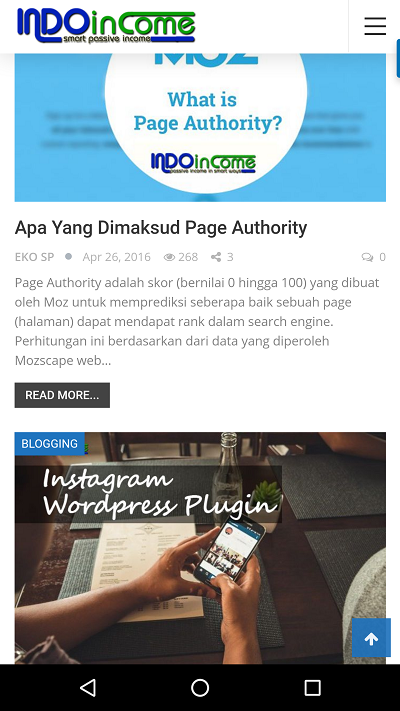 INDOinCOME
smart passive income
MOZ
What is
Page Authority?
INDOinCOME
passive income in smart ways
Apa Yang Dimaksud Page Authority
EKO SP Apr 26, 2016 268 3 0
Page Authority adalah skor (bernilai 0 hingga 100) yang dibuat
oleh Moz untuk memprediksi seberapa baik sebuah page
(halaman) dapat mendapat rank dalam search engine.
Perhitungan ini berdasarkan dari data yang diperoleh
Mozscape web...
READ MORE...
BLOGGING
Instagram
Wordpress Plugin